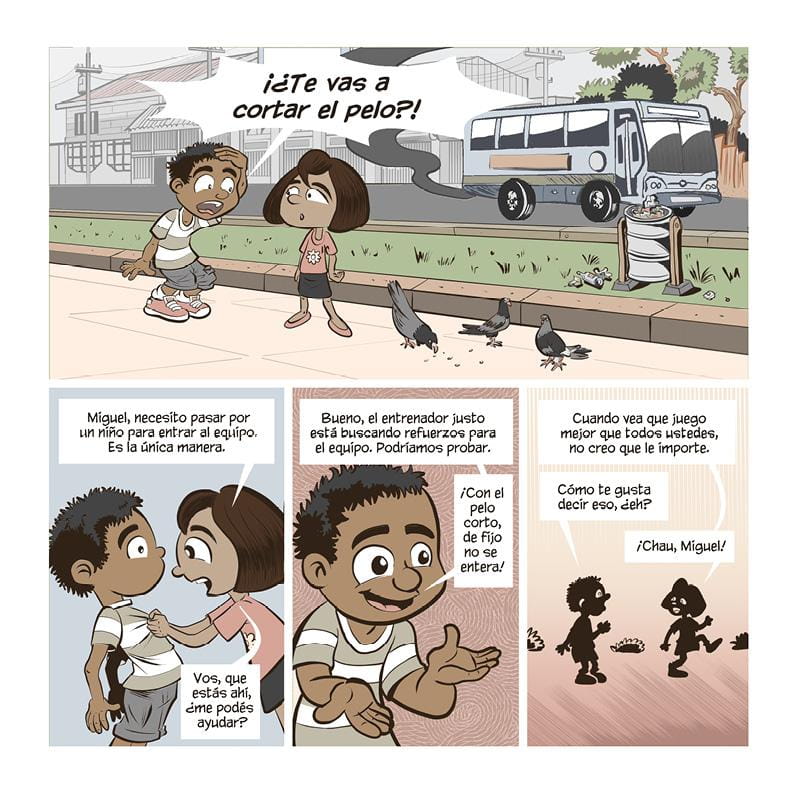 ¡¿Te vas a
cortar el pelo?!
Miguel, necesito pasar por
un niño para entrar al equipo.
Es la única manera.
Vos, que
estás ahí,
¿me podés
ayudar?
Bueno, el entrenador justo
está buscando refuerzos para
el equipo. Podríamos probar.
¡Con el
pelo
corto,
de fijo
no se
entera!
Cuando vea que juego
mejor que todos ustedes,
no creo que le importe.
Cómo te gusta
decir eso, ¿eh?
¡Chau, Miguel!